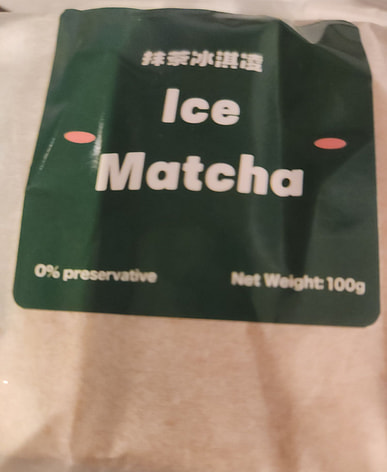 抹茶冰淇凌
Ice
Matcha
0% preservative
Net Weight: 100g